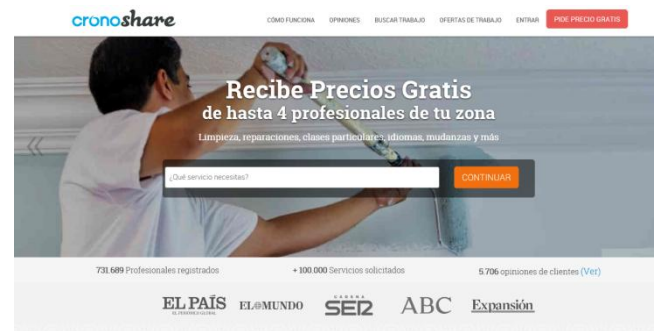 cronoshare
CÓMO FUNCIONA OPINIONES BUSCAR TRABAJO OFERTAS DE TRABAJO ENTRAR PIDE PRECIO GRATIS
Recibe Precios Gratis
de hasta 4 profesionales de tu zona
Limpieza, reparaciones, clases particulares, idiomas, mudanzas y más
¿Qué servicio necesitas? CONTINUAR
731.689 Profesionales registrados + 100.000 Servicios solicitados 5.706 opiniones de clientes (Ver)
EL PAÍS EL MUNDO CADENA SER ABC Expansión